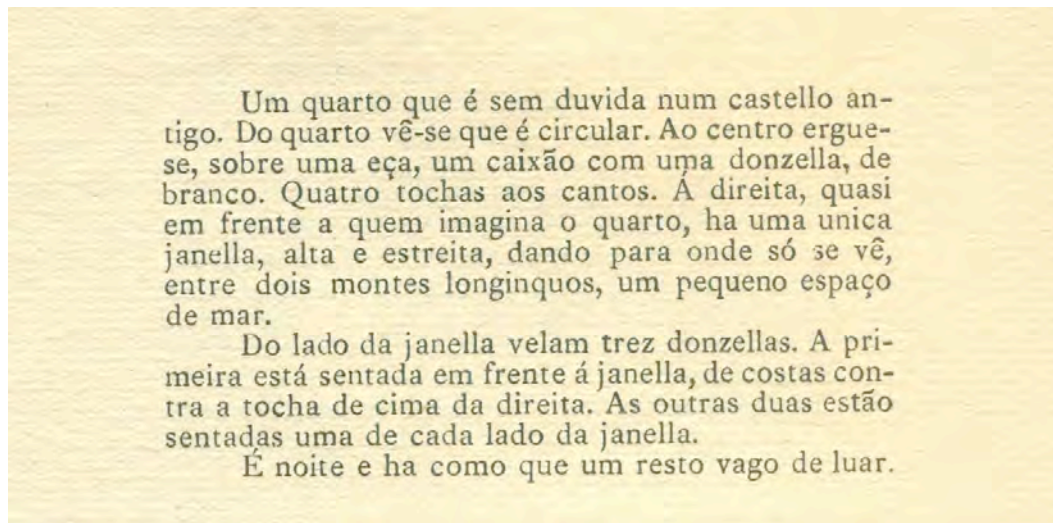 Um quarto que é sem duvida num castello an-
tigo. Do quarto vê-se que é circular. Ao centro ergue-
se, sobre uma eça, um caixão com uma donzella, de
branco. Quatro tochas aos cantos. Á direita, quasi
em frente a quem imagina o quarto, ha uma unica
janella, alta e estreita, dando para onde só se vê,
entre dois montes longinquos, um pequeno espaço
de mar.
Do lado da janella velam trez donzellas. A pri-
meira está sentada em frente á janella, de costas con-
tra a tocha de cima da direita. As outras duas estão
sentadas uma de cada lado da janella.
É noite e ha como que um resto vago de luar.